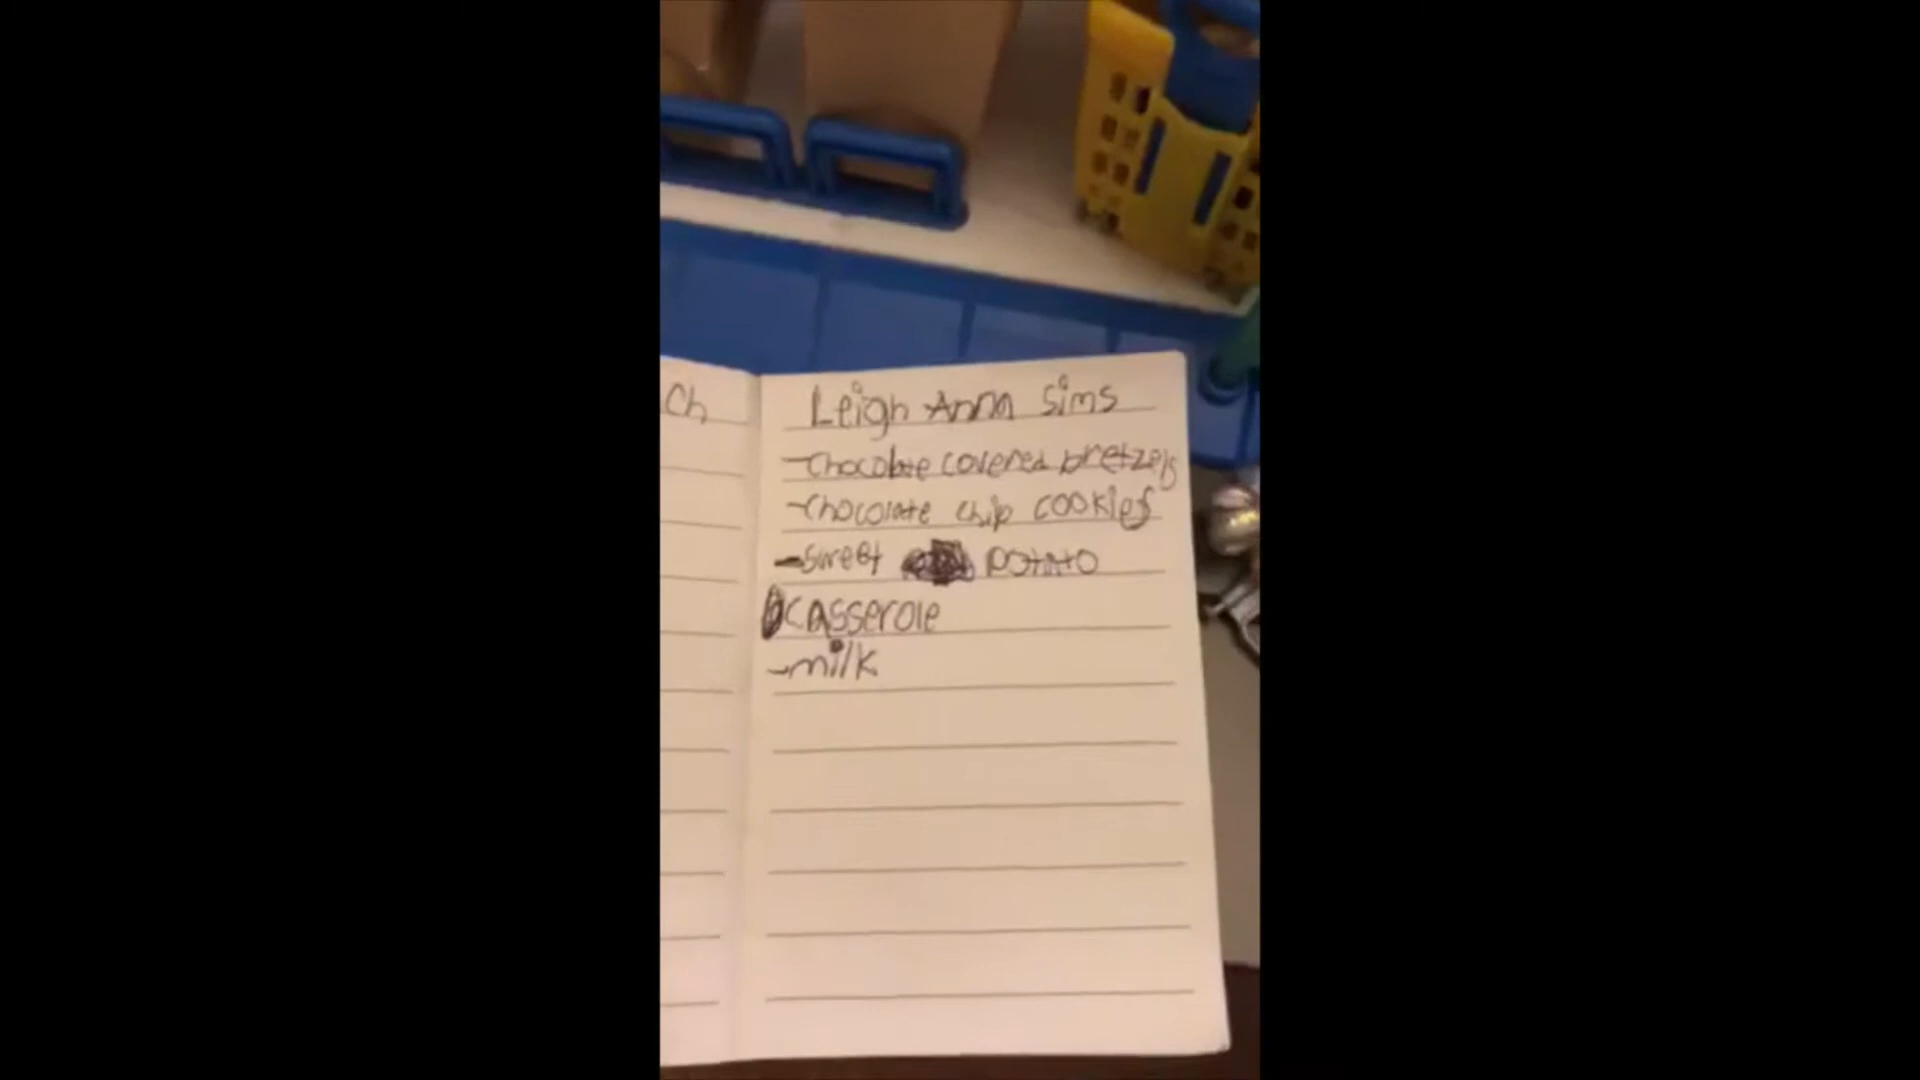 ch
Leigh Anna Sims
-chocolate covered pretzels
-chocolate chip cookies
-sweet potato
casserole
-milk